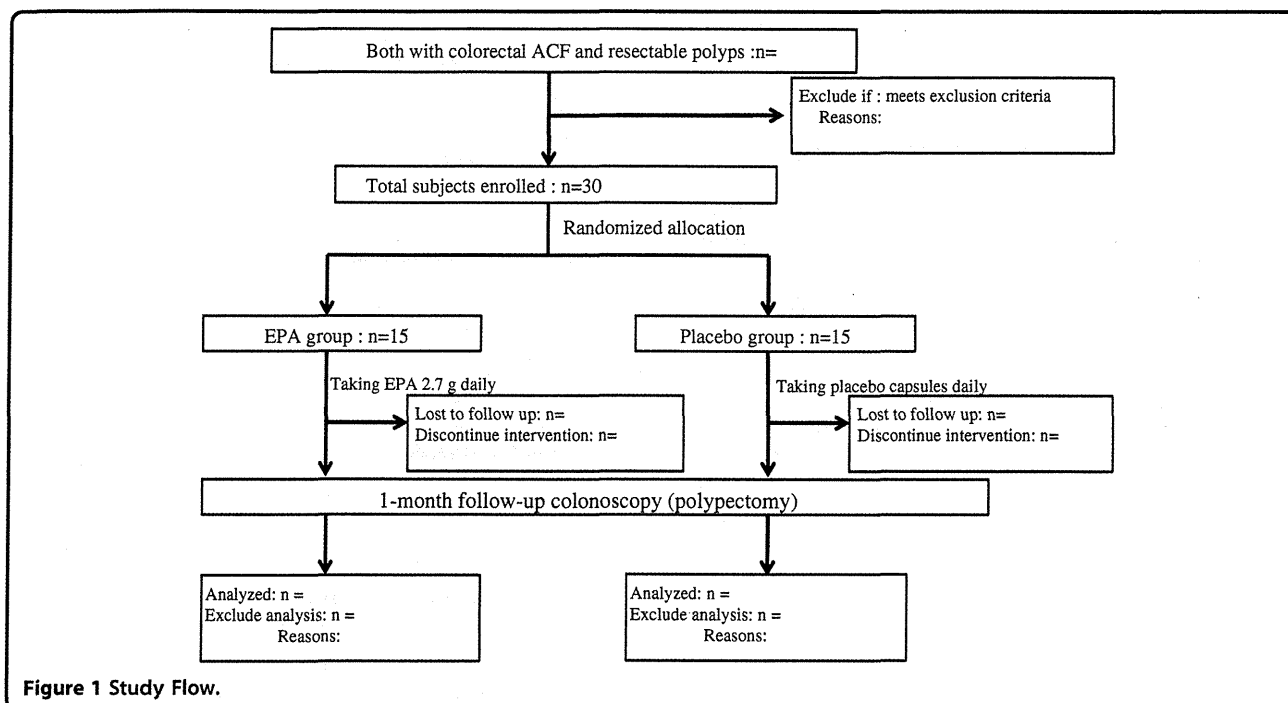 Both with colorectal ACF and resectable polyps :n=
Exclude if : meets exclusion criteria
Reasons:
Total subjects enrolled : n=30
Randomized allocation
EPA group : n=15
Placebo group : n=15
Taking EPA 2.7 g daily
Taking placebo capsules daily
Lost to follow up: n=
Discontinue intervention: n=
Lost to follow up: n=
Discontinue intervention: n=
1-month follow-up colonoscopy (polypectomy)
Analyzed: n =
Exclude analysis: n =
Reasons:
Analyzed: n =
Exclude analysis: n =
Reasons:
Figure 1 Study Flow.